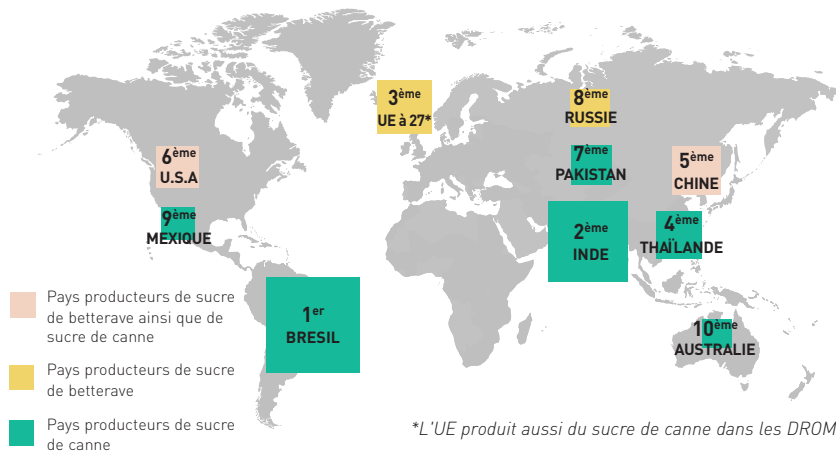 3ème
UE à 27*
8ème
RUSSIE
6ème
U.S.A
7ème
PAKISTAN
5ème
CHINE
9ème
MEXIQUE
2ème
INDE
4ème
THAÏLANDE
1er
BRESIL
10ème
AUSTRALIE
Pays producteurs de sucre
de betterave ainsi que de
sucre de canne
Pays producteurs de sucre
de betterave
Pays producteurs de sucre
de canne
*L'UE produit aussi du sucre de canne dans les DROM